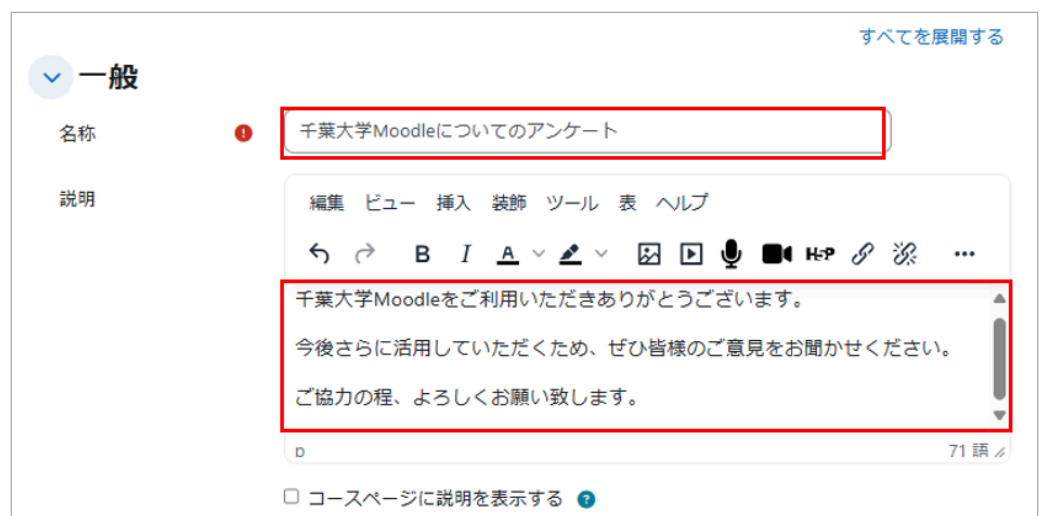 すべてを展開する
一般
名称
千葉大学Moodleについてのアンケート
説明
編集 ビュー 挿入 装飾 ツール 表 ヘルプ
B I A H5P
千葉大学Moodleをご利用いただきありがとうございます。
今後さらに活用していただくため、ぜひ皆様のご意見をお聞かせください。
ご協力の程、よろしくお願い致します。
p 71 語
コースページに説明を表示する